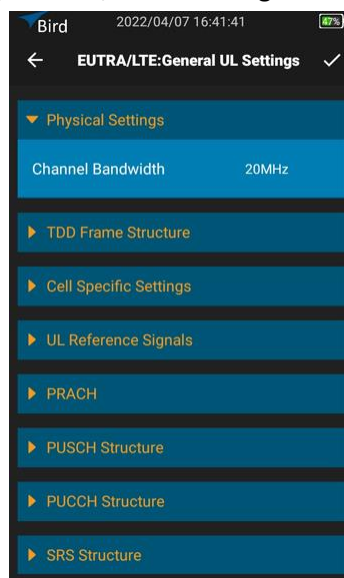 Bird 2022/04/07 16:41:41 47%
EUTRA/LTE:General UL Settings
Physical Settings
Channel Bandwidth 20MHz
TDD Frame Structure
Cell Specific Settings
UL Reference Signals
PRACH
PUSCH Structure
PUCCH Structure
SRS Structure